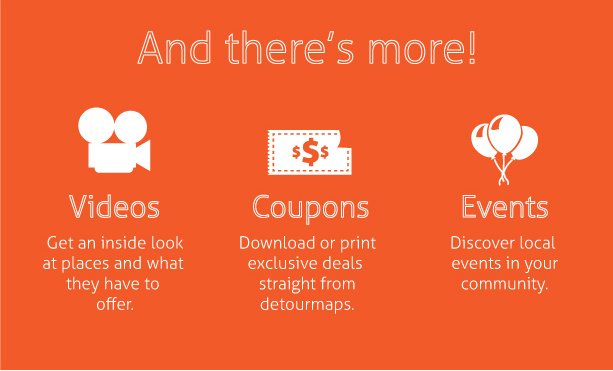 And there's more!
$$$
Videos
Get an inside look
at places and what
they have to
offer.
Coupons
Download or print
exclusive deals
straight from
detourmaps.
Events
Discover local
events in your
community.